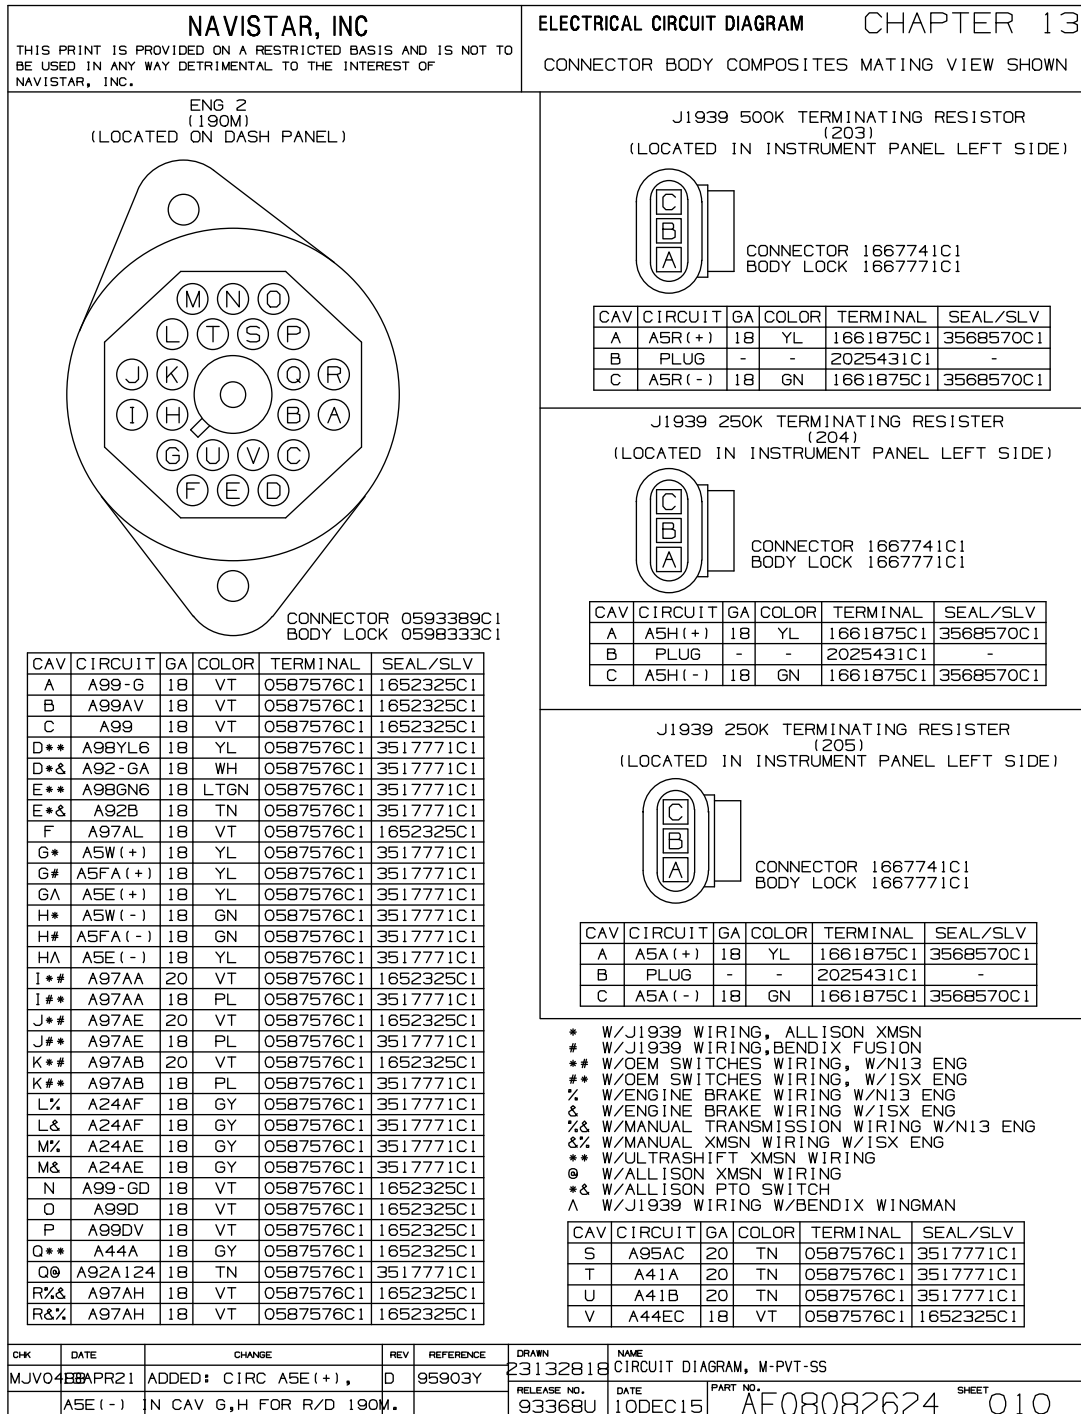 NAVISTAR, INC
THIS PRINT IS PROVIDED ON A RESTRICTED BASIS AND IS NOT TO
BE USED IN ANY WAY DETRIMENTAL TO THE INTEREST OF
NAVISTAR, INC.
ELECTRICAL CIRCUIT DIAGRAM CHAPTER 13
CONNECTOR BODY COMPOSITES MATING VIEW SHOWN
ENG 2
(190M)
(LOCATED ON DASH PANEL)
M N O
L T S P
J K Q R
I H B A
G U V C
F E D
CONNECTOR 0593389C1
BODY LOCK 0598333C1
CAV CIRCUIT GA COLOR TERMINAL SEAL/SLV
A A99-G 18 VT 0587576C1 1652325C1
B A99AV 18 VT 0587576C1 1652325C1
C A99 18 VT 0587576C1 1652325C1
D** A98YL6 18 YL 0587576C1 3517771C1
D*& A92-GA 18 WH 0587576C1 3517771C1
E** A98GN6 18 LTGN 0587576C1 3517771C1
E*& A92B 18 TN 0587576C1 3517771C1
F A97AL 18 VT 0587576C1 1652325C1
G* A5W(+) 18 YL 0587576C1 3517771C1
G# A5FA(+) 18 YL 0587576C1 3517771C1
GΛ A5E(+) 18 YL 0587576C1 3517771C1
H* A5W(-) 18 GN 0587576C1 3517771C1
H# A5FA(-) 18 GN 0587576C1 3517771C1
HΛ A5E(-) 18 YL 0587576C1 3517771C1
I*# A97AA 20 VT 0587576C1 1652325C1
I#* A97AA 18 PL 0587576C1 3517771C1
J*# A97AE 20 VT 0587576C1 1652325C1
J#* A97AE 18 PL 0587576C1 3517771C1
K*# A97AB 20 VT 0587576C1 1652325C1
K#* A97AB 18 PL 0587576C1 3517771C1
L% A24AF 18 GY 0587576C1 3517771C1
L& A24AF 18 GY 0587576C1 3517771C1
M% A24AE 18 GY 0587576C1 3517771C1
M& A24AE 18 GY 0587576C1 3517771C1
N A99-GD 18 VT 0587576C1 1652325C1
O A99D 18 VT 0587576C1 1652325C1
P A99DV 18 VT 0587576C1 1652325C1
Q** A44A 18 GY 0587576C1 3517771C1
Q@ A92A124 18 TN 0587576C1 3517771C1
R%& A97AH 18 VT 0587576C1 1652325C1
R&% A97AH 18 VT 0587576C1 1652325C1
J1939 500K TERMINATING RESISTOR
(203)
(LOCATED IN INSTRUMENT PANEL LEFT SIDE)
C
B
A
CONNECTOR 1667741C1
BODY LOCK 1667771C1
CAV CIRCUIT GA COLOR TERMINAL SEAL/SLV
A A5R(+) 18 YL 1661875C1 3568570C1
B PLUG - - 2025431C1 -
C A5R(-) 18 GN 1661875C1 3568570C1
J1939 250K TERMINATING RESISTER
(204)
(LOCATED IN INSTRUMENT PANEL LEFT SIDE)
C
B
A
CONNECTOR 1667741C1
BODY LOCK 1667771C1
CAV CIRCUIT GA COLOR TERMINAL SEAL/SLV
A A5H(+) 18 YL 1661875C1 3568570C1
B PLUG - - 2025431C1 -
C A5H(-) 18 GN 1661875C1 3568570C1
J1939 250K TERMINATING RESISTER
(205)
(LOCATED IN INSTRUMENT PANEL LEFT SIDE)
C
B
A
CONNECTOR 1667741C1
BODY LOCK 1667771C1
CAV CIRCUIT GA COLOR TERMINAL SEAL/SLV
A A5A(+) 18 YL 1661875C1 3568570C1
B PLUG - - 2025431C1 -
C A5A(-) 18 GN 1661875C1 3568570C1
* W/J1939 WIRING, ALLISON XMSN
# W/J1939 WIRING,BENDIX FUSION
*# W/OEM SWITCHES WIRING, W/N13 ENG
#* W/OEM SWITCHES WIRING, W/ISX ENG
% W/ENGINE BRAKE WIRING W/N13 ENG
& W/ENGINE BRAKE WIRING W/ISX ENG
%& W/MANUAL TRANSMISSION WIRING W/N13 ENG
&% W/MANUAL XMSN WIRING W/ISX ENG
** W/ULTRASHIFT XMSN WIRING
@ W/ALLISON XMSN WIRING
*& W/ALLISON PTO SWITCH
Λ W/J1939 WIRING W/BENDIX WINGMAN
CAV CIRCUIT GA COLOR TERMINAL SEAL/SLV
S A95AC 20 TN 0587576C1 3517771C1
T A41A 20 TN 0587576C1 3517771C1
U A41B 20 TN 0587576C1 3517771C1
V A44EC 18 VT 0587576C1 1652325C1
CHK DATE CHANGE REV REFERENCE
ADDED: CIRC A5E(+), D 95903Y
A5E(-) IN CAV G,H FOR R/D 190M.
DRAWN 23132818
NAME CIRCUIT DIAGRAM, M-PVT-SS
RELEASE NO. 93368U
DATE 10DEC15
PART NO. AF08082624
SHEET 010